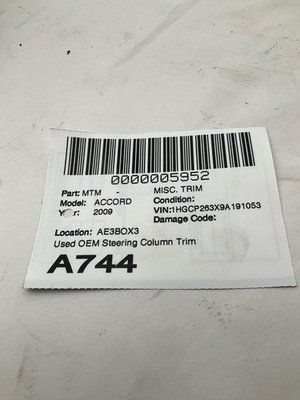 0000005952
Part: MTM - MISC. TRIM
Model: ACCORD Condition:
Year: 2009 VIN:1HGCP263X9A191053
Damage Code:
Location: AE3BOX3
Used OEM Steering Column Trim
A744